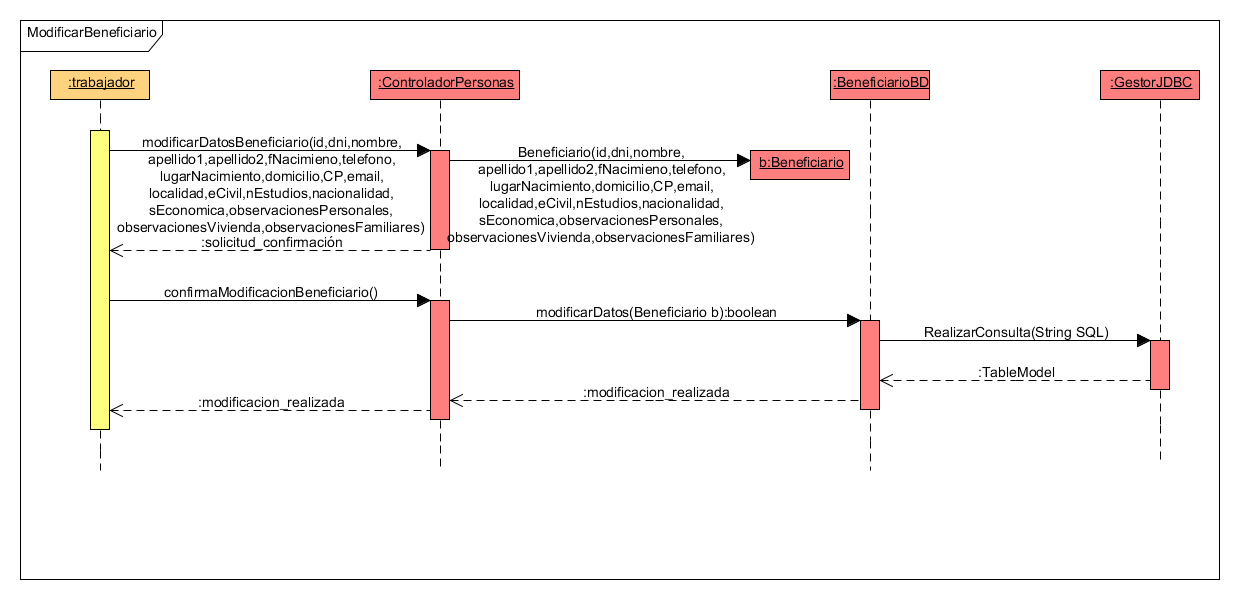 ModificarBeneficiario
:trabajador
:ControladorPersonas
:BeneficiarioBD
:GestorJDBC
modificarDatosBeneficiario(id,dni,nombre,
apellido1,apellido2,fNacimieno,telefono,
lugarNacimiento,domicilio,CP,email,
localidad,eCivil,nEstudios,nacionalidad,
sEconomica,observacionesPersonales,
observacionesVivienda,observacionesFamiliares)
:solicitud_confirmación
Beneficiario(id,dni,nombre,
apellido1,apellido2,fNacimieno,telefono,
lugarNacimiento,domicilio,CP,email,
localidad,eCivil,nEstudios,nacionalidad,
sEconomica,observacionesPersonales,
observacionesVivienda,observacionesFamiliares)
b:Beneficiario
confirmaModificacionBeneficiario()
modificarDatos(Beneficiario b):boolean
RealizarConsulta(String SQL)
:TableModel
:modificacion_realizada
:modificacion_realizada